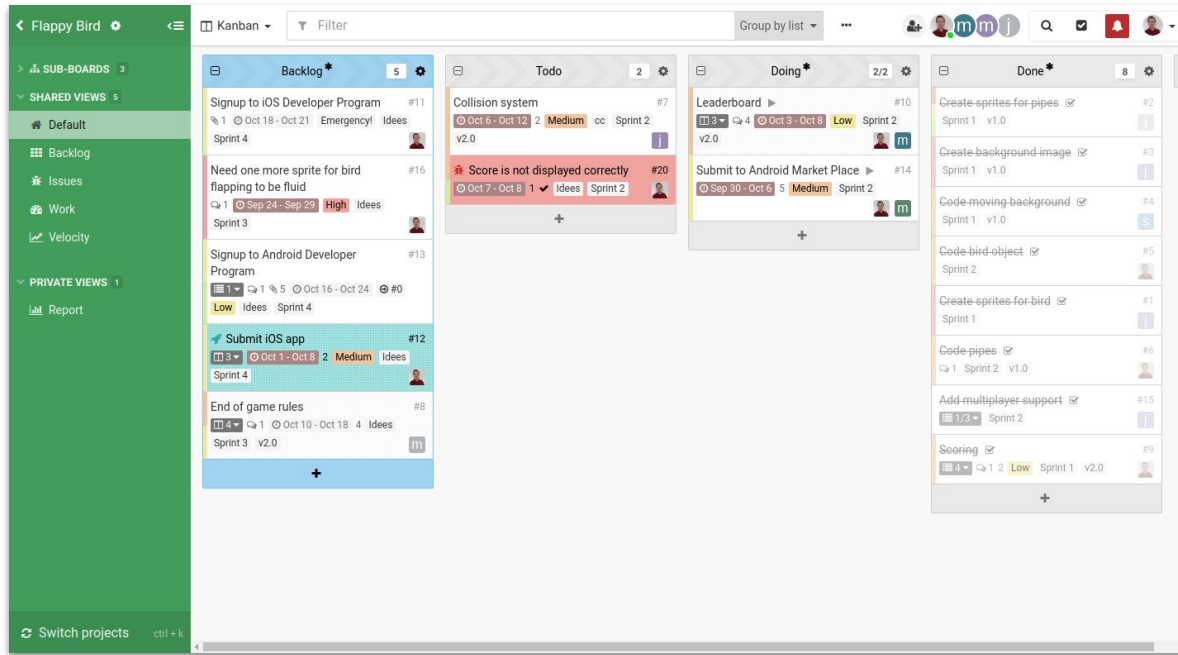 Flappy Bird
Kanban
Filter
Group by list
m m j
SUB-BOARDS 3
SHARED VIEWS 5
Default
Backlog
Issues
Work
Velocity
PRIVATE VIEWS 1
Report
Switch projects ctrl + k
Backlog* 5
Signup to iOS Developer Program #11
1 Oct 18 - Oct 21 Emergency! Idees
Sprint 4
Need one more sprite for bird #16
flapping to be fluid
1 Sep 24 - Sep 29 High Idees
Sprint 3
Signup to Android Developer #13
Program
1 1 5 Oct 16 - Oct 24 #0
Low Idees Sprint 4
Submit iOS app #12
3 Oct 1 - Oct 8 2 Medium Idees
Sprint 4
End of game rules #8
4 1 Oct 10 - Oct 18 4 Idees
Sprint 3 v2.0 m
+
Todo 2
Collision system #7
Oct 6 - Oct 12 2 Medium cc Sprint 2
v2.0 j
Score is not displayed correctly #20
Oct 7 - Oct 8 1 Idees Sprint 2
+
Doing* 2/2
Leaderboard #10
3 4 Oct 3 - Oct 8 Low Sprint 2
v2.0 m
Submit to Android Market Place #14
Sep 30 - Oct 6 5 Medium Sprint 2
m
+
Done* 8
Create sprites for pipes #2
Sprint 1 v1.0 j
Create background image #3
Sprint 1 v1.0 j
Code moving background #4
Sprint 1 v1.0 s
Code bird object #5
Sprint 2
Create sprites for bird #1
Sprint 1 j
Code pipes #6
1 Sprint 2 v1.0
Add multiplayer support #15
1/3 Sprint 2 j
Scoring #9
4 1 2 Low Sprint 1 v2.0
+